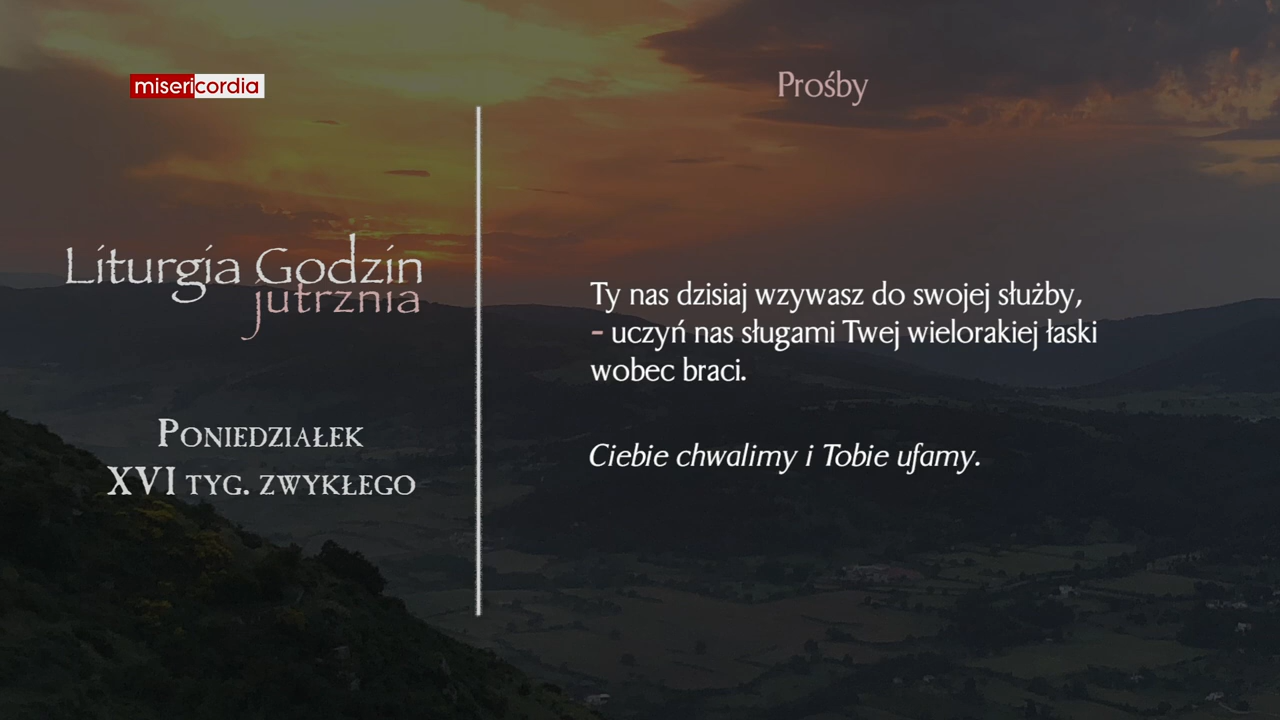 misericordia
Liturgia Godzin
jutrznia
Poniedziałek
XVI tyg. zwykłego
Prośby
Ty nas dzisiaj wzywasz do swojej służby,
- uczyń nas sługami Twej wielorakiej łaski
wobec braci.
Ciebie chwalimy i Tobie ufamy.